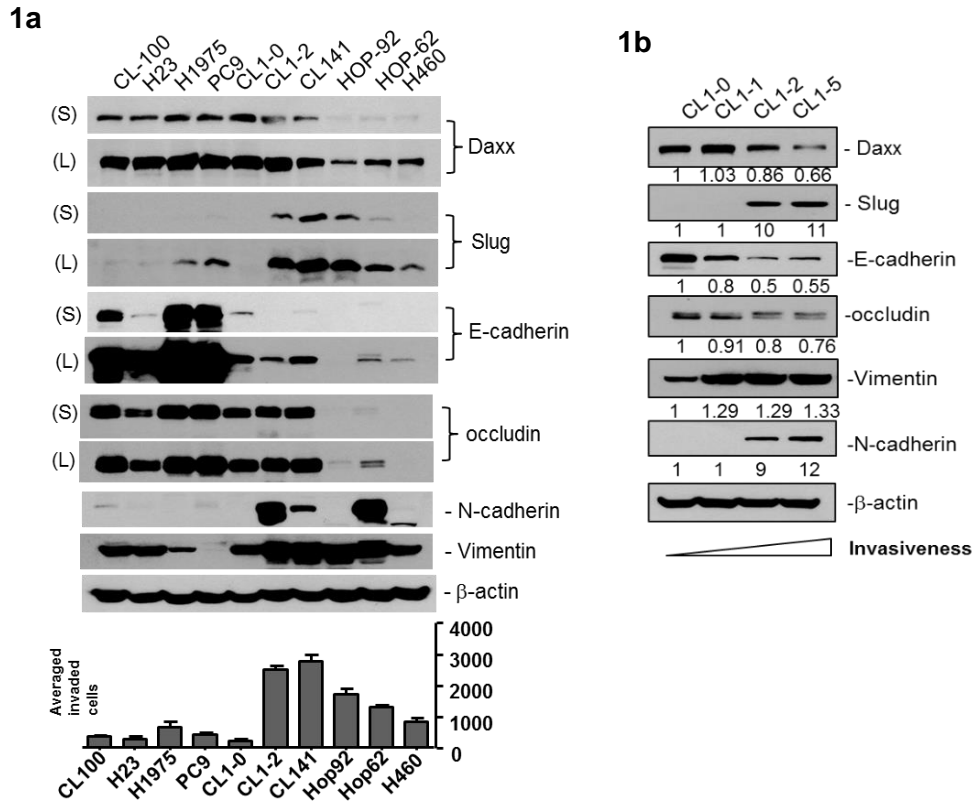 1a
CL-100 H23 H1975 PC9 CL1-0 CL1-2 CL141 HOP-92 HOP-62 H460
(S)
(L)
Daxx
(S)
(L)
Slug
(S)
(L)
E-cadherin
(S)
(L)
occludin
- N-cadherin
- Vimentin
- β-actin
Averaged
invaded
cells
4000
3000
2000
1000
0
CL100 H23 H1975 PC9 CL1-0 CL1-2 CL141 Hop92 Hop62 H460
1b
CL1-0 CL1-1 CL1-2 CL1-5
- Daxx
1 1.03 0.86 0.66
- Slug
1 1 10 11
-E-cadherin
1 0.8 0.5 0.55
-occludin
1 0.91 0.8 0.76
-Vimentin
1 1.29 1.29 1.33
-N-cadherin
1 1 9 12
-β-actin
Invasiveness